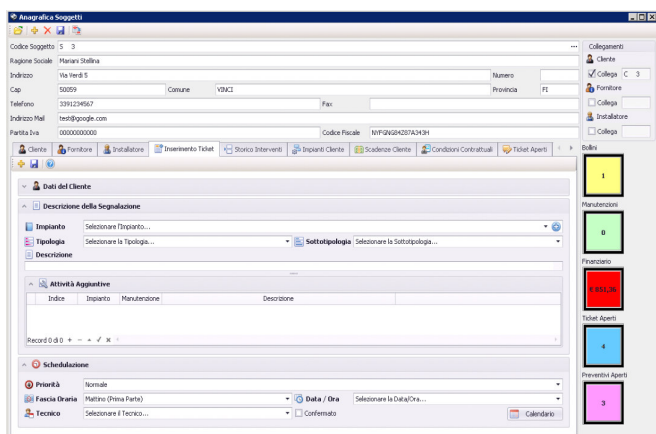 Anagrafica Soggetti
Codice Soggetto S 3
Ragione Sociale Mariani Stellina
Indirizzo Via Verdi 5 Numero
Cap 50059 Comune VINCI Provincia FI
Telefono 3391234567 Fax
Indirizzo Mail test@google.com
Partita Iva 00000000000 Codice Fiscale NYFGNG84Z87A343H
Collegamenti
Cliente
Collega C 3
Fornitore
Collega
Installatore
Collega
Cliente Fornitore Installatore Inserimento Ticket Storico Interventi Impianti Cliente Scadenze Cliente Condizioni Contrattuali Ticket Aperti
Dati del Cliente
Descrizione della Segnalazione
Impianto Selezionare l'Impianto...
Tipologia Selezionare la Tipologia... Sottotipologia Selezionare la Sottotipologia...
Descrizione
Attività Aggiuntive
Indice Impianto Manutenzione Descrizione
Record 0 di 0
Schedulazione
Priorità Normale
Fascia Oraria Mattino (Prima Parte) Data / Ora Selezionare la Data/Ora...
Tecnico Selezionare il Tecnico... Confermato Calendario
Bollini
1
Manutenzioni
0
Finanziario
Ticket Aperti
4
Preventivi Aperti
3